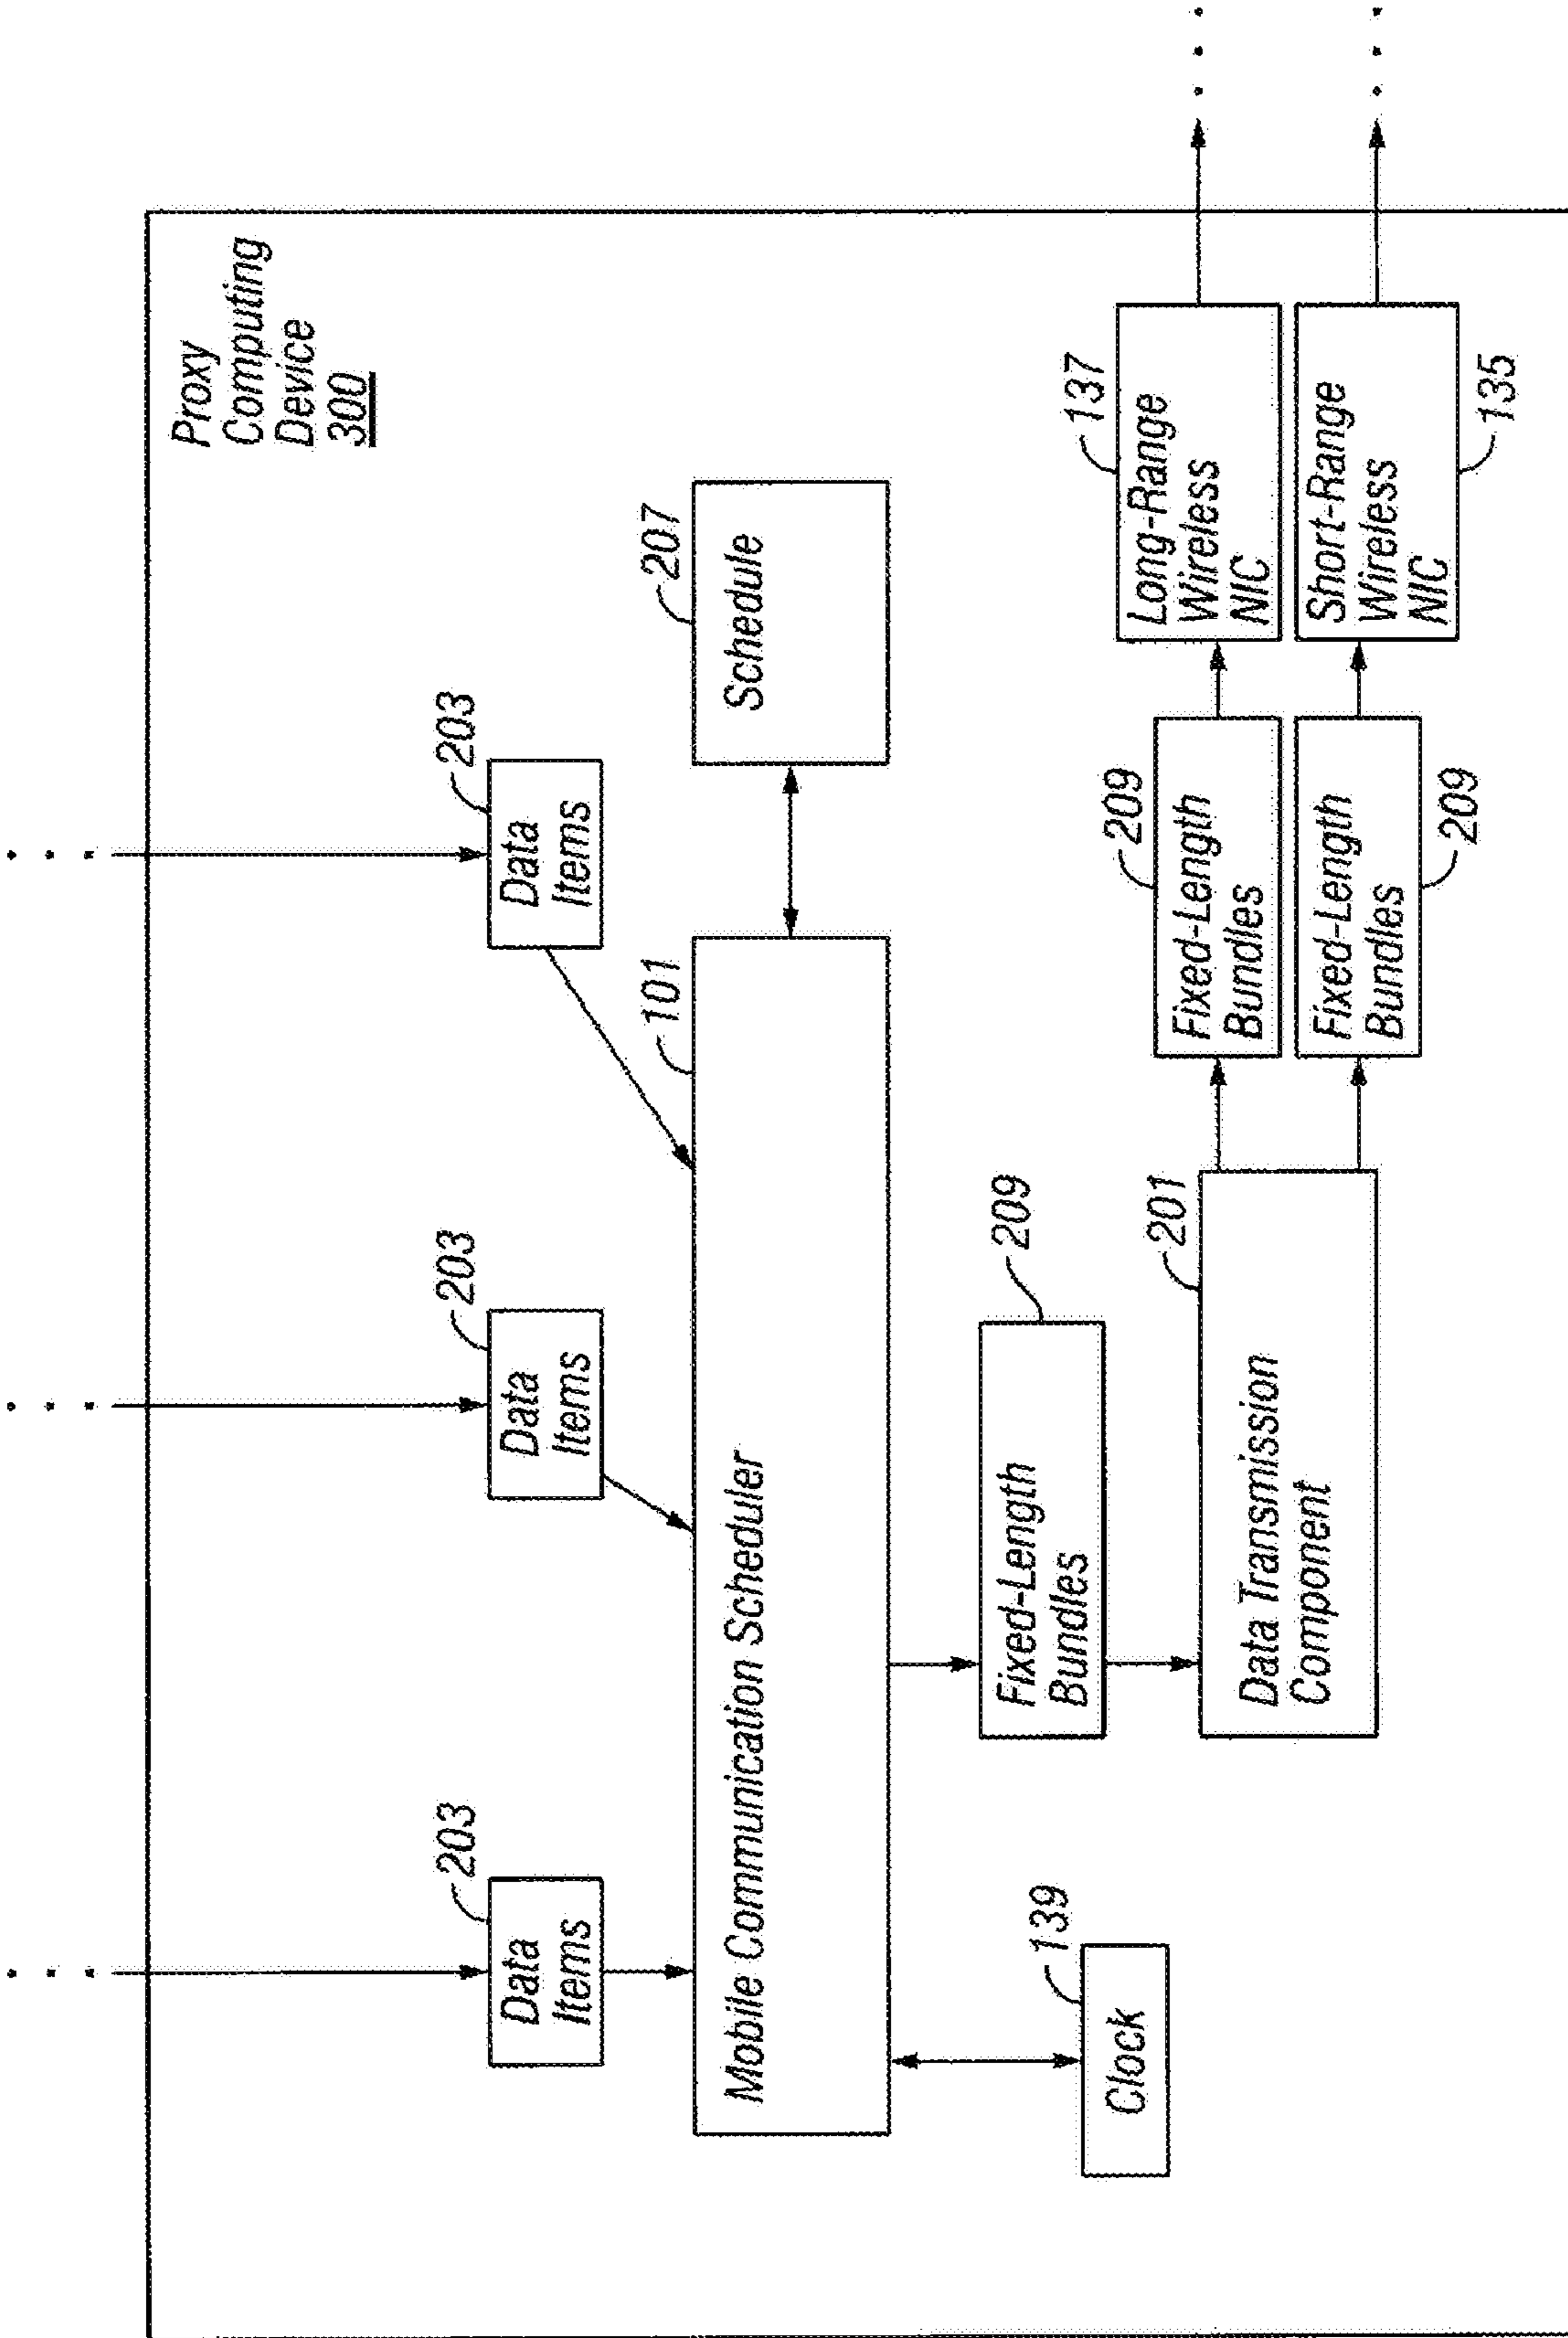 Proxy
Computing
Device
300
203
Data
Items
203
Data
Items
203
Data
Items
101
Mobile Communication Scheduler
207
Schedule
139
Clock
209
Fixed-Length
Bundles
201
Data Transmission
Component
209
Fixed-Length
Bundles
Fixed-Length
Bundles
209
137
Long-Range
Wireless
NIC
Short-Range
Wireless
NIC
135